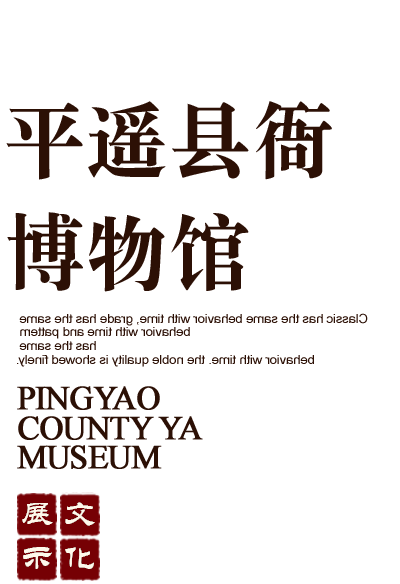 平遥县衙
博物馆
Classic has the same behavior with time, grade has the same
behavior with time and pattern
has the same
behavior with time. the. the noble quality is showed finely.
PINGYAO
COUNTY YA
MUSEUM
展文
示化